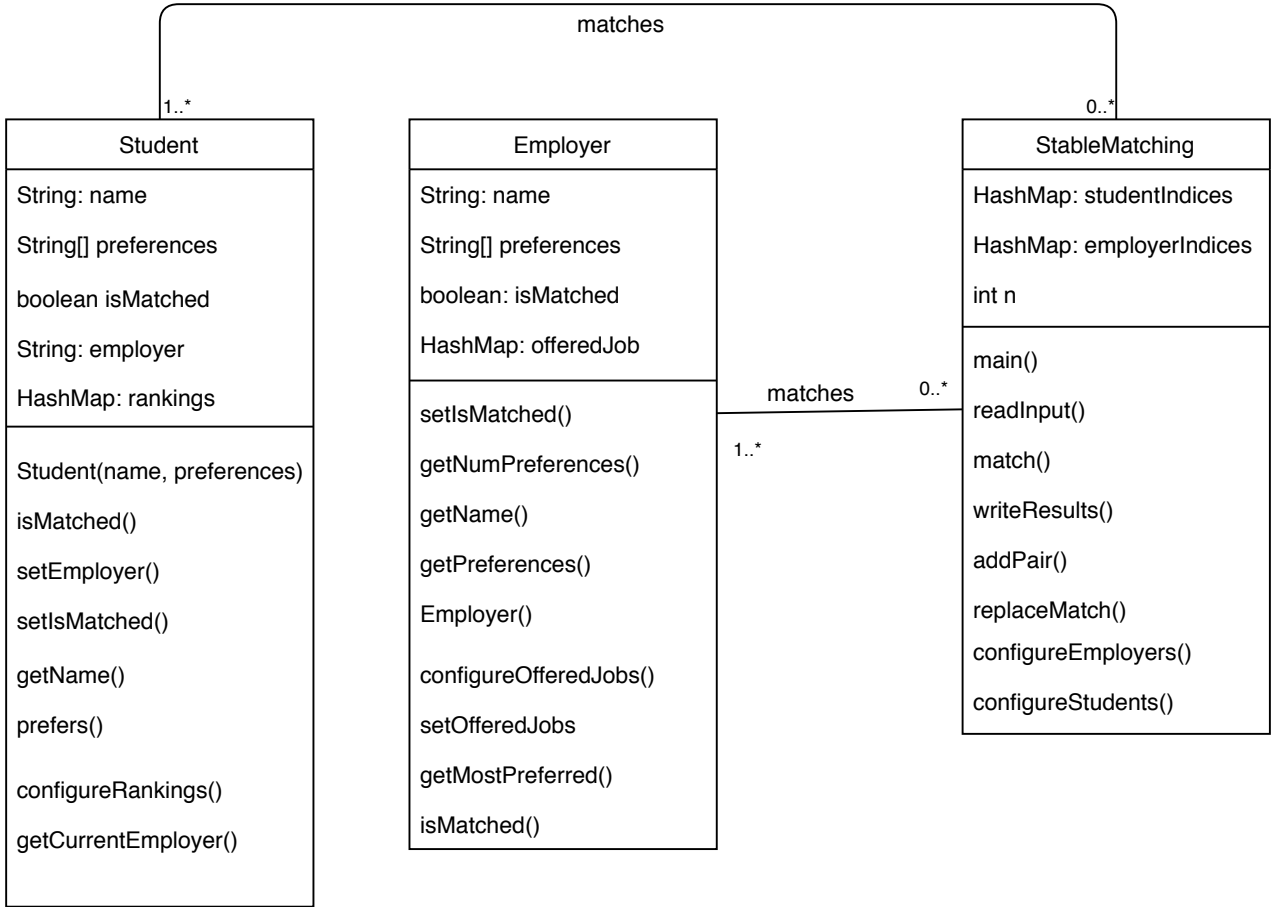 matches
1..*
0..*
Student
String: name
String[] preferences
boolean isMatched
String: employer
HashMap: rankings
Student(name, preferences)
isMatched()
setEmployer()
setIsMatched()
getName()
prefers()
configureRankings()
getCurrentEmployer()
Employer
String: name
String[] preferences
boolean: isMatched
HashMap: offeredJob
setIsMatched()
getNumPreferences()
getName()
getPreferences()
Employer()
configureOfferedJobs()
setOfferedJobs
getMostPreferred()
isMatched()
matches
0..*
1..*
StableMatching
HashMap: studentIndices
HashMap: employerIndices
int n
main()
readInput()
match()
writeResults()
addPair()
replaceMatch()
configureEmployers()
configureStudents()